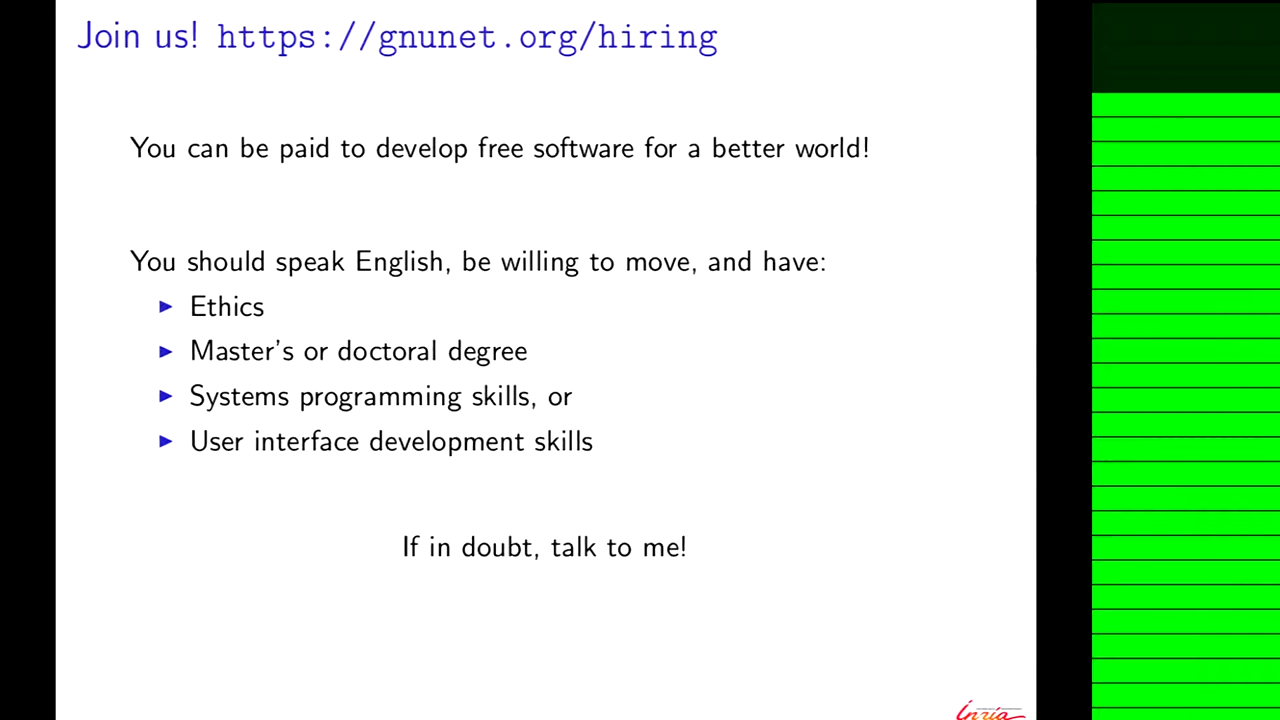 Join us! https://gnunet.org/hiring
You can be paid to develop free software for a better world!
You should speak English, be willing to move, and have:
Ethics
Master's or doctoral degree
Systems programming skills, or
User interface development skills
If in doubt, talk to me!
Inria